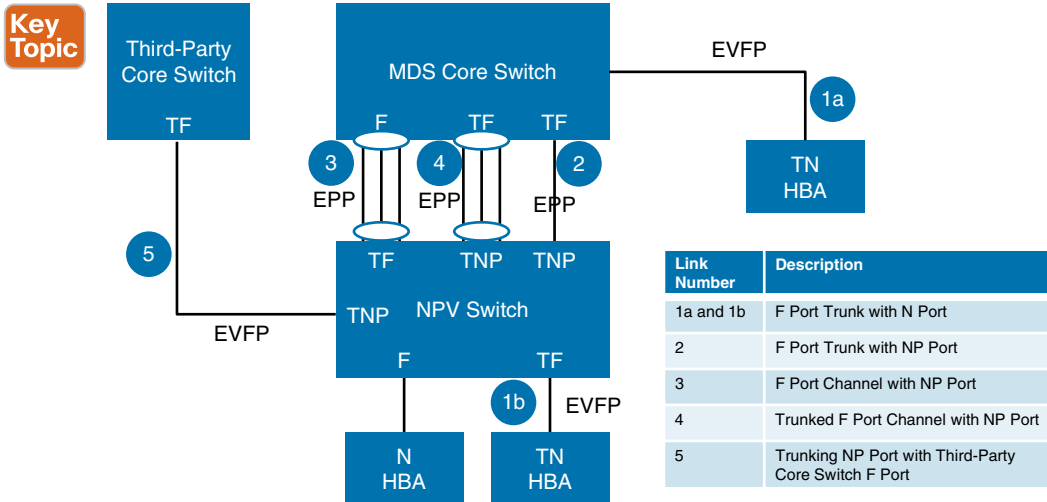 Key
Topic
Third-Party
Core Switch
TF
MDS Core Switch
F
TF
TF
EVFP
1a
TN
HBA
3
4
2
EPP
EPP
EPP
5
TF
TNP
TNP
TNP
NPV Switch
EVFP
F
TF
1b
EVFP
N
HBA
TN
HBA
Link
Number
Description
1a and 1b
F Port Trunk with N Port
2
F Port Trunk with NP Port
3
F Port Channel with NP Port
4
Trunked F Port Channel with NP Port
5
Trunking NP Port with Third-Party
Core Switch F Port